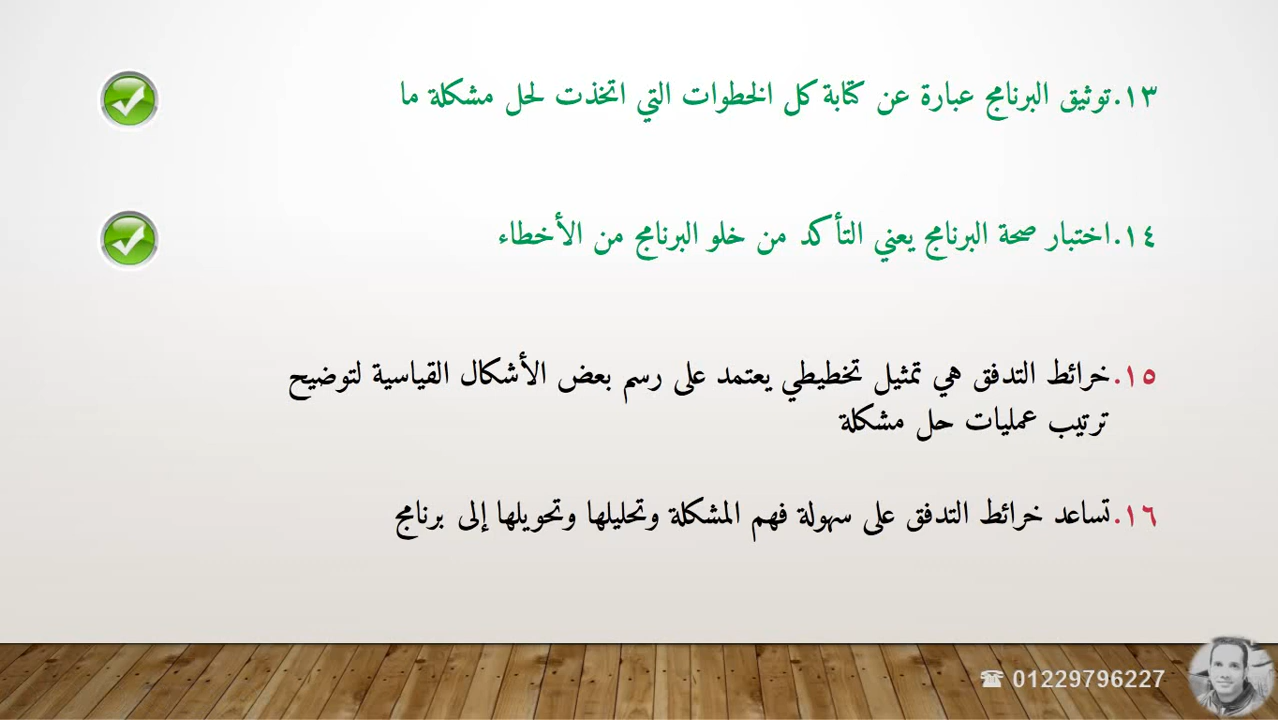 ١٣.توثيق البرنامج عبارة عن كتابة كل الخطوات التي اتخذت لحل مشكلة ما
١٤.اختبار صحة البرنامج يعني التأكد من خلو البرنامج من الأخطاء
١٥.خرائط التدفق هي تمثيل تخطيطي يعتمد على رسم بعض الأشكال القياسية لتوضيح
ترتيب عمليات حل مشكلة
١٦.تساعد خرائط التدفق على سهولة فهم المشكلة وتحليلها وتحويلها إلى برنامج
☎ 01229796227